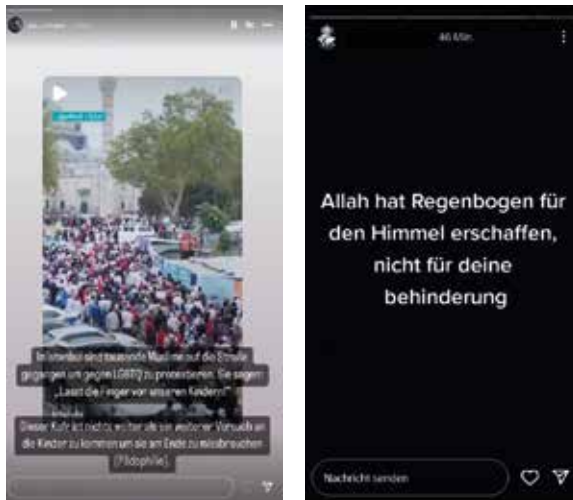 In Istanbul sind tausende Muslime auf die Straße
gegangen um gegen LGBTQ zu protestieren. Sie sagen:
„Lasst die Finger von unseren Kindern!"
Dieser Kufr ist nichts weiter als ein weiterer Versuch an
die Kinder zu kommen um sie am Ende zu missbrauchen
(Pädophilie).
46 Min.
Allah hat Regenbogen für
den Himmel erschaffen,
nicht für deine
behinderung
Nachricht senden